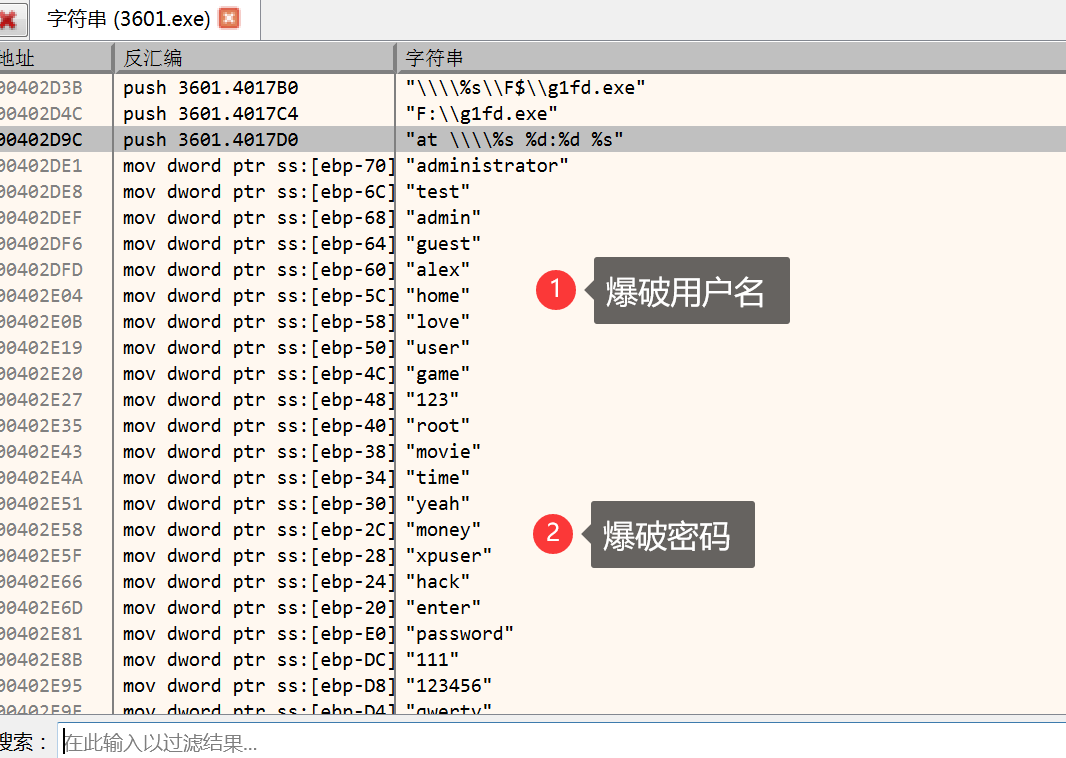 字符串 (3601.exe)
地址 反汇编 字符串
00402D3B push 3601.4017B0 "\\\\%s\\F$\\g1fd.exe"
00402D4C push 3601.4017C4 "F:\\g1fd.exe"
00402D9C push 3601.4017D0 "at \\\\%s %d:%d %s"
00402DE1 mov dword ptr ss:[ebp-70] "administrator"
00402DE8 mov dword ptr ss:[ebp-6C] "test"
00402DEF mov dword ptr ss:[ebp-68] "admin"
00402DF6 mov dword ptr ss:[ebp-64] "guest"
00402DFD mov dword ptr ss:[ebp-60] "alex"
1 爆破用户名
00402E04 mov dword ptr ss:[ebp-5C] "home"
00402E0B mov dword ptr ss:[ebp-58] "love"
00402E19 mov dword ptr ss:[ebp-50] "user"
00402E20 mov dword ptr ss:[ebp-4C] "game"
00402E27 mov dword ptr ss:[ebp-48] "123"
00402E35 mov dword ptr ss:[ebp-40] "root"
00402E43 mov dword ptr ss:[ebp-38] "movie"
00402E4A mov dword ptr ss:[ebp-34] "time"
00402E51 mov dword ptr ss:[ebp-30] "yeah"
00402E58 mov dword ptr ss:[ebp-2C] "money"
2 爆破密码
00402E5F mov dword ptr ss:[ebp-28] "xpuser"
00402E66 mov dword ptr ss:[ebp-24] "hack"
00402E6D mov dword ptr ss:[ebp-20] "enter"
00402E81 mov dword ptr ss:[ebp-E0] "password"
00402E8B mov dword ptr ss:[ebp-DC] "111"
00402E95 mov dword ptr ss:[ebp-D8] "123456"
00402E9F mov dword ptr ss:[ebp-D4] "qwerty"
搜索： 在此输入以过滤结果...